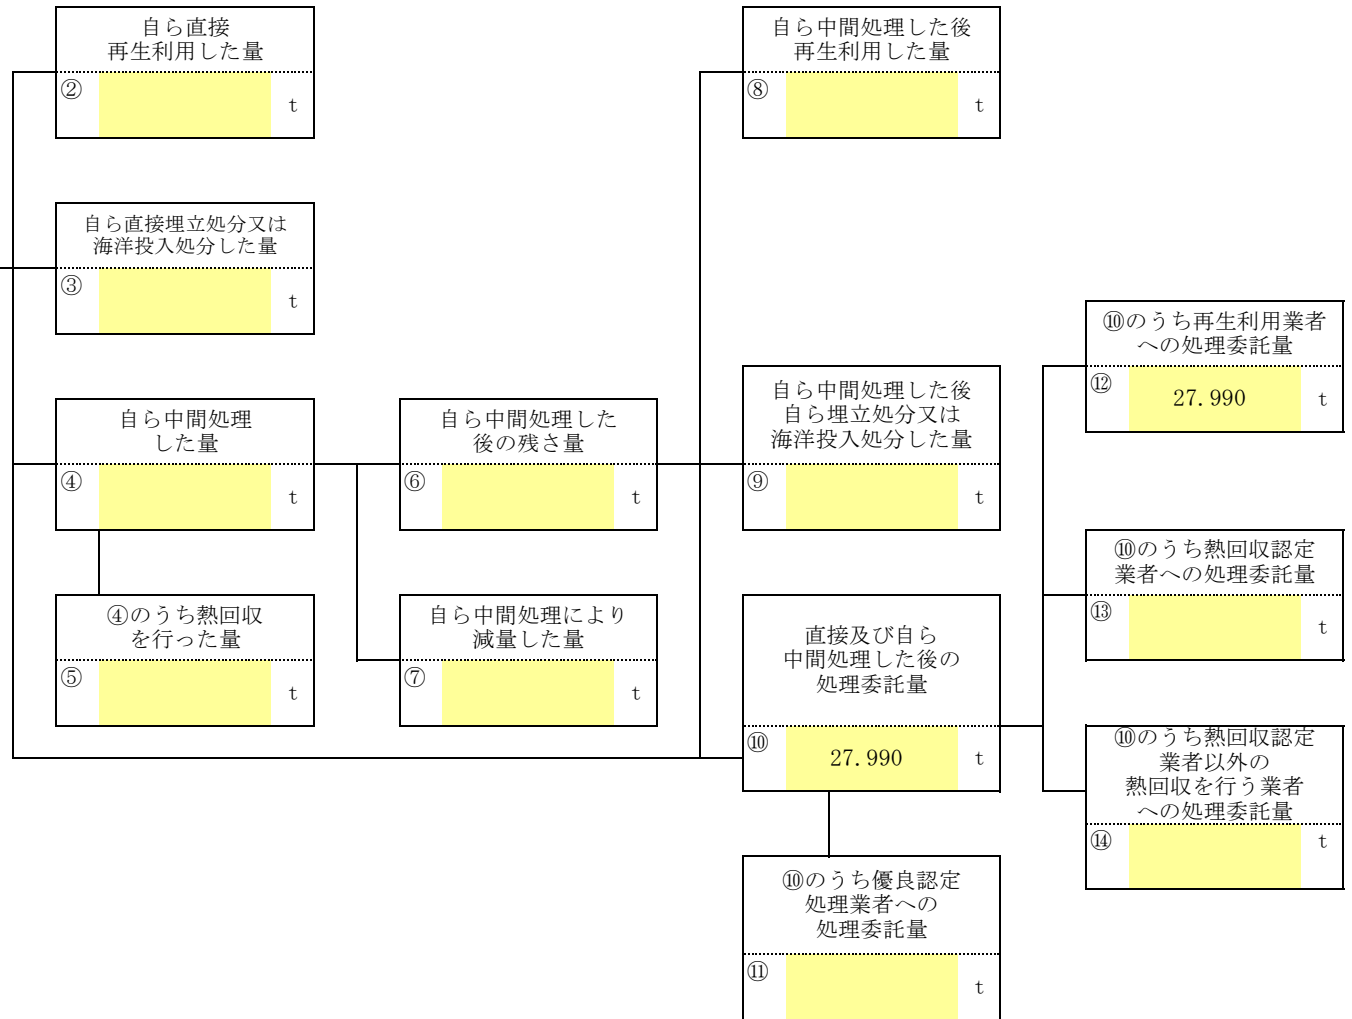 自ら直接
再生利用した量
②
t
自ら中間処理した後
再生利用した量
⑧
t
自ら直接埋立処分又は
海洋投入処分した量
③
t
⑩のうち再生利用業者
への処理委託量
⑫
27.990
t
自ら中間処理
した量
④
t
自ら中間処理した
後の残さ量
⑥
t
自ら中間処理した後
自ら埋立処分又は
海洋投入処分した量
⑨
t
⑩のうち熱回収認定
業者への処理委託量
⑬
t
④のうち熱回収
を行った量
⑤
t
自ら中間処理により
減量した量
⑦
t
直接及び自ら
中間処理した後の
処理委託量
⑩
27.990
t
⑩のうち熱回収認定
業者以外の
熱回収を行う業者
への処理委託量
⑭
t
⑩のうち優良認定
処理業者への
処理委託量
⑪
t